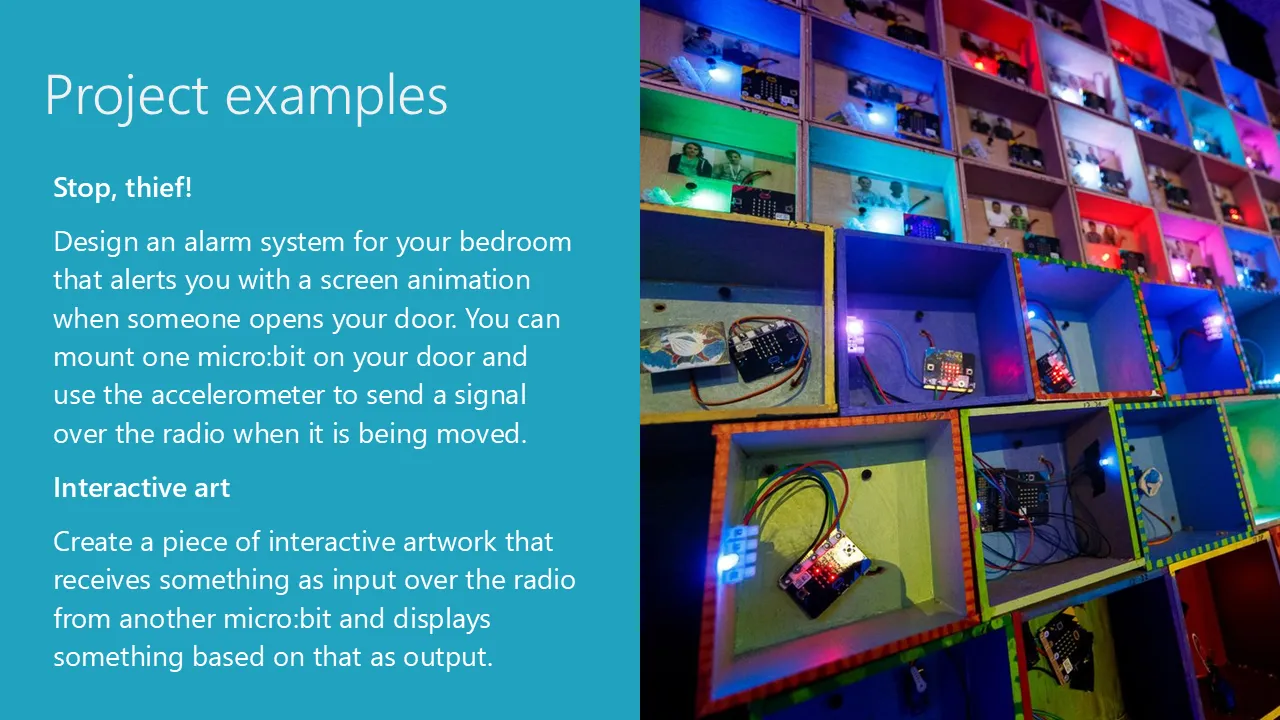 Project examples
Stop, thief!
Design an alarm system for your bedroom
that alerts you with a screen animation
when someone opens your door. You can
mount one micro:bit on your door and
use the accelerometer to send a signal
over the radio when it is being moved.
Interactive art
Create a piece of interactive artwork that
receives something as input over the radio
from another micro:bit and displays
something based on that as output.